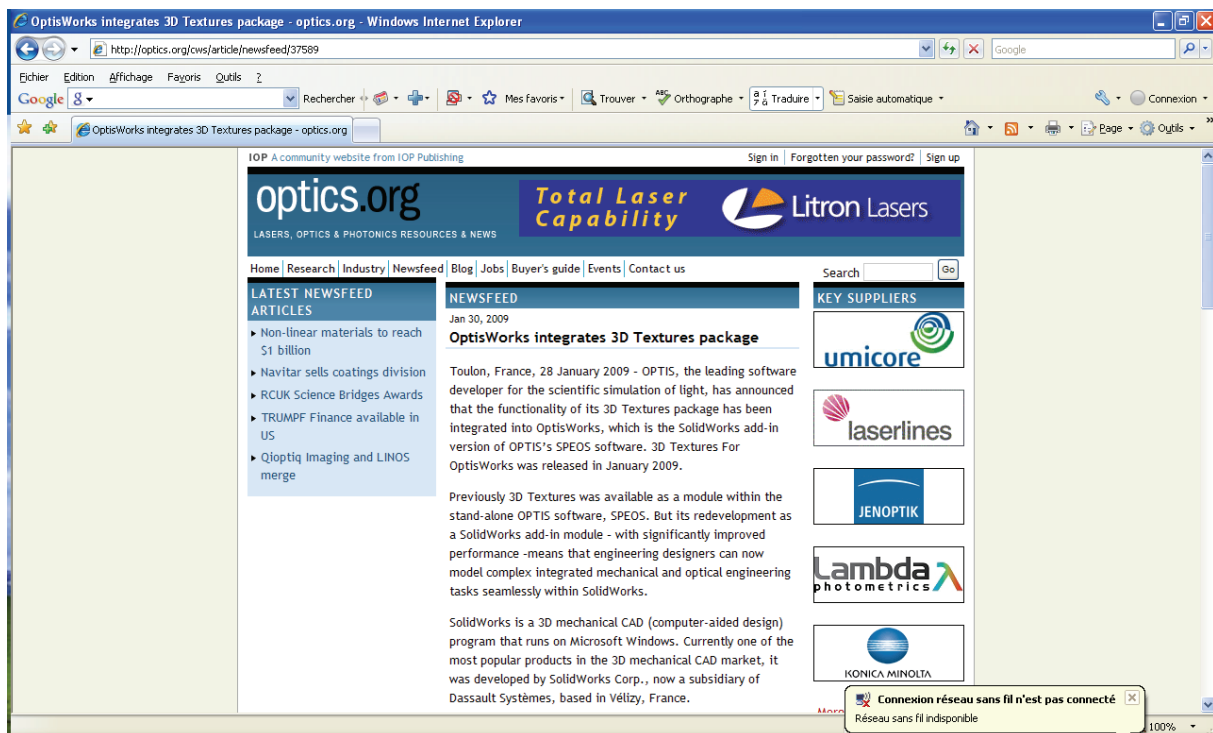 OptisWorks integrates 3D Textures package - optics.org - Windows Internet Explorer
http://optics.org/cws/article/newsfeed/37589
Google
Eichier Edition Affichage Favoris Outils ?
Google Rechercher Mes favoris Trouver Orthographe Traduire Saisie automatique Connexion
OptisWorks integrates 3D Textures package - optics.org
Page Outils
IOP A community website from IOP Publishing
Sign in Forgotten your password? Sign up
optics.org
LASERS, OPTICS & PHOTONICS RESOURCES & NEWS
Total Laser
Capability
Litron Lasers
Home Research Industry Newsfeed Blog Jobs Buyer's guide Events Contact us
Search Go
LATEST NEWSFEED
ARTICLES
Non-linear materials to reach
$1 billion
Navitar sells coatings division
RCUK Science Bridges Awards
TRUMPF Finance available in
US
Qioptiq Imaging and LINOS
merge
NEWSFEED
Jan 30, 2009
OptisWorks integrates 3D Textures package
Toulon, France, 28 January 2009 - OPTIS, the leading software
developer for the scientific simulation of light, has announced
that the functionality of its 3D Textures package has been
integrated into OptisWorks, which is the SolidWorks add-in
version of OPTIS's SPEOS software. 3D Textures For
OptisWorks was released in January 2009.
Previously 3D Textures was available as a module within the
stand-alone OPTIS software, SPEOS. But its redevelopment as
a SolidWorks add-in module - with significantly improved
performance -means that engineering designers can now
model complex integrated mechanical and optical engineering
tasks seamlessly within SolidWorks.
SolidWorks is a 3D mechanical CAD (computer-aided design)
program that runs on Microsoft Windows. Currently one of the
most popular products in the 3D mechanical CAD market, it
was developed by SolidWorks Corp., now a subsidiary of
Dassault Systèmes, based in Vélizy, France.
KEY SUPPLIERS
umicore
laserlines
JENOPTIK
Lambda
photometrics
KONICA MINOLTA
Connexion réseau sans fil n'est pas connecté
Réseau sans fil indisponible
100%